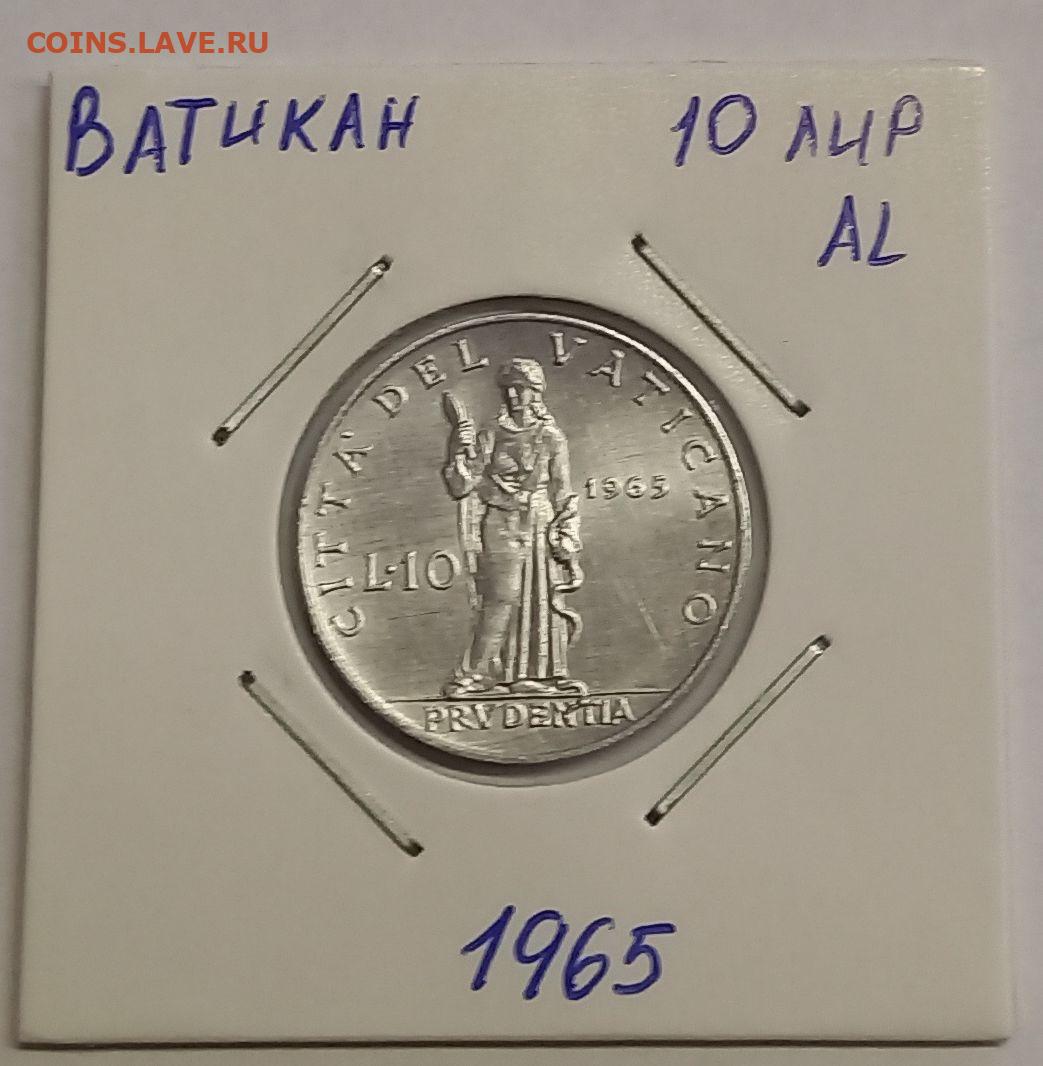 COINS.LAVE.RU
ВАТИКАН 10 ЛИР
AL
CITTA' DEL VATICANO
1965
L·10
PRVDENTIA
1965